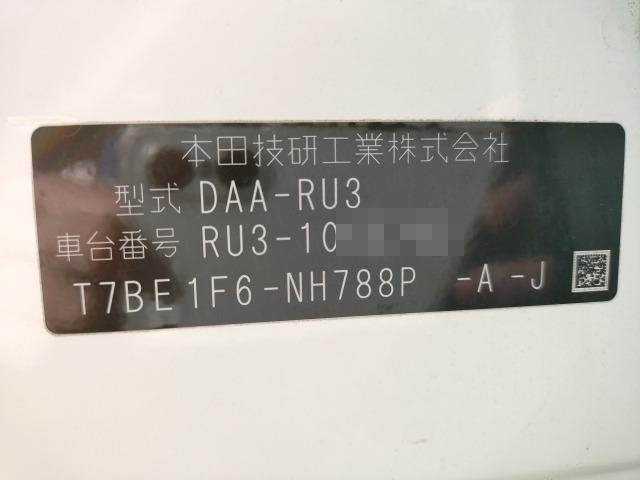 本田技研工業株式会社
型式 DAA-RU3
車台番号 RU3-10
T7BE1F6-NH788P -A -J